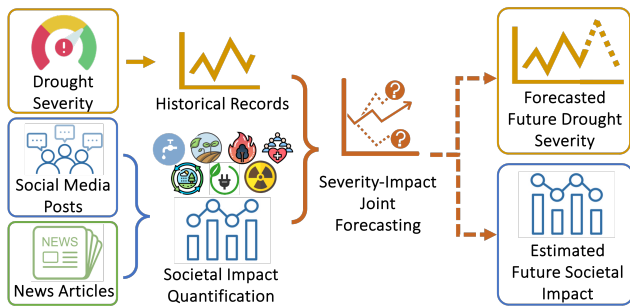 Drought
Severity
Historical Records
Social Media
Posts
NEWS
News Articles
Societal Impact
Quantification
?
?
Severity-Impact
Joint
Forecasting
Forecasted
Future Drought
Severity
Estimated
Future Societal
Impact